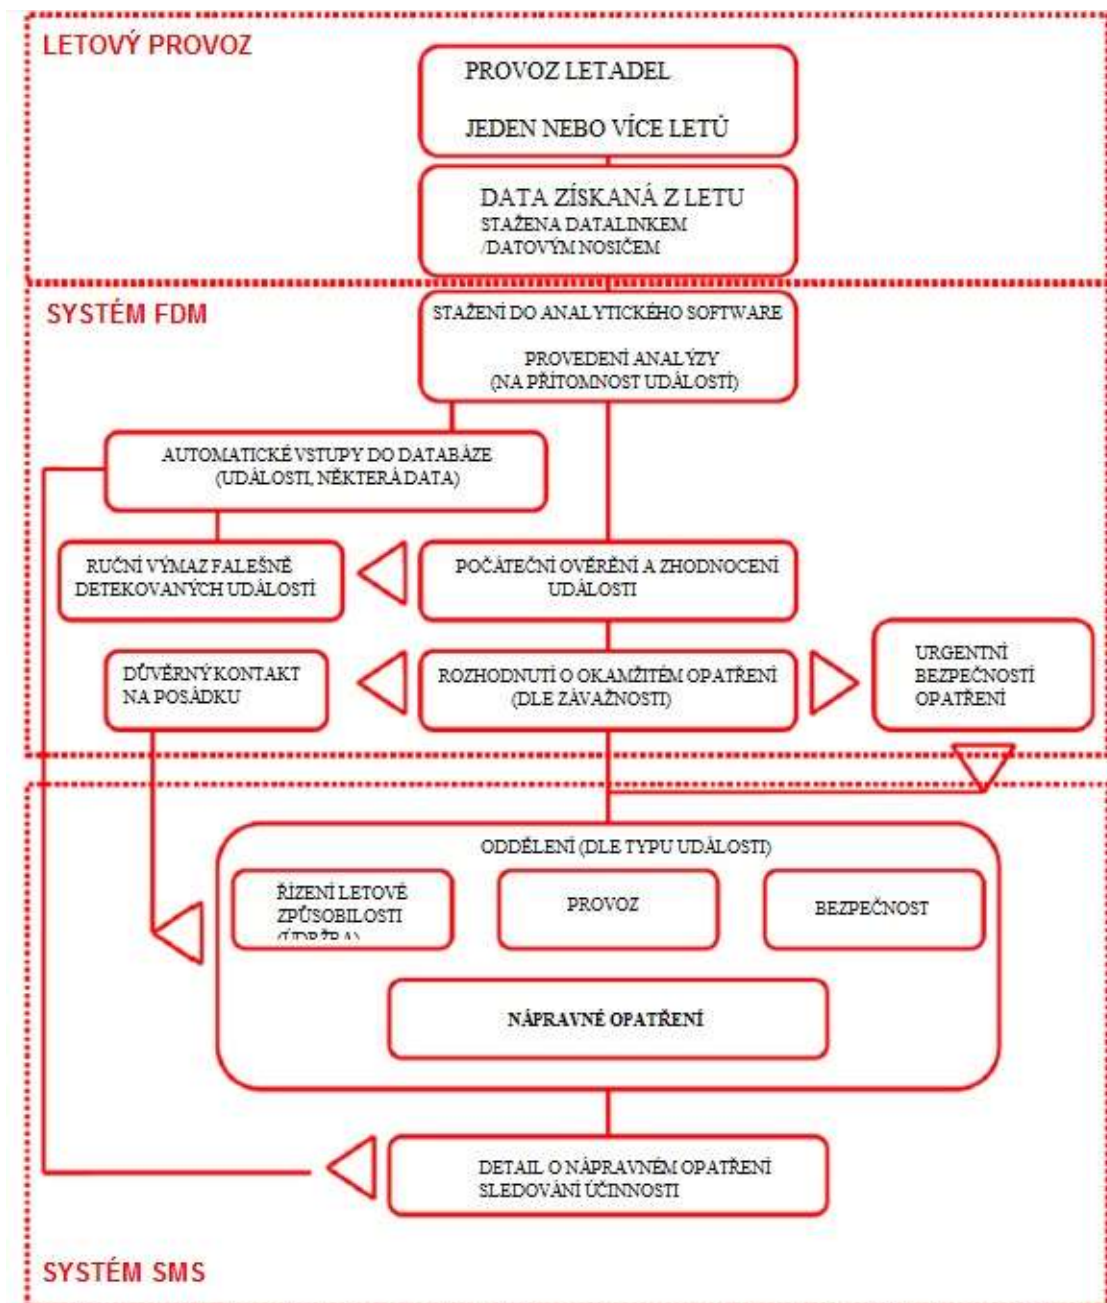 LETOVÝ PROVOZ
PROVOZ LETADEL
JEDEN NEBO VÍCE LETŮ
DATA ZÍSKANÁ Z LETU
STAŽENA DATALINKEM
/DATOVÝM NOSIČEM
SYSTÉM FDM
STAŽENÍ DO ANALYTICKÉHO SOFTWARE
PROVEDENÍ ANALÝZY
(NA PŘÍTOMNOST UDÁLOSTÍ)
AUTOMATICKÉ VSTUPY DO DATABÁZE
(UDÁLOSTI, NĚKTERÁ DATA)
RUČNÍ VÝMAZ FALEŠNĚ
DETEKOVANÝCH UDÁLOSTÍ
POČÁTEČNÍ OVĚŘENÍ A ZHODNOCENÍ
UDÁLOSTI
DŮVĚRNÝ KONTAKT
NA POSÁDKU
ROZHODNUTÍ O OKAMŽITÉM OPATŘENÍ
(DLE ZÁVAŽNOSTI)
URGENTNÍ
BEZPEČNOSTÍ
OPATŘENÍ
ODDĚLENÍ (DLE TYPU UDÁLOSTI)
ŘÍZENÍ LETOVÉ
ZPŮSOBILOSTI
(ÚDRŽBA)
PROVOZ
BEZPEČNOST
NÁPRAVNÉ OPATŘENÍ
DETAIL O NÁPRAVNÉM OPATŘENÍ
SLEDOVÁNÍ ÚČINNOSTI
SYSTÉM SMS